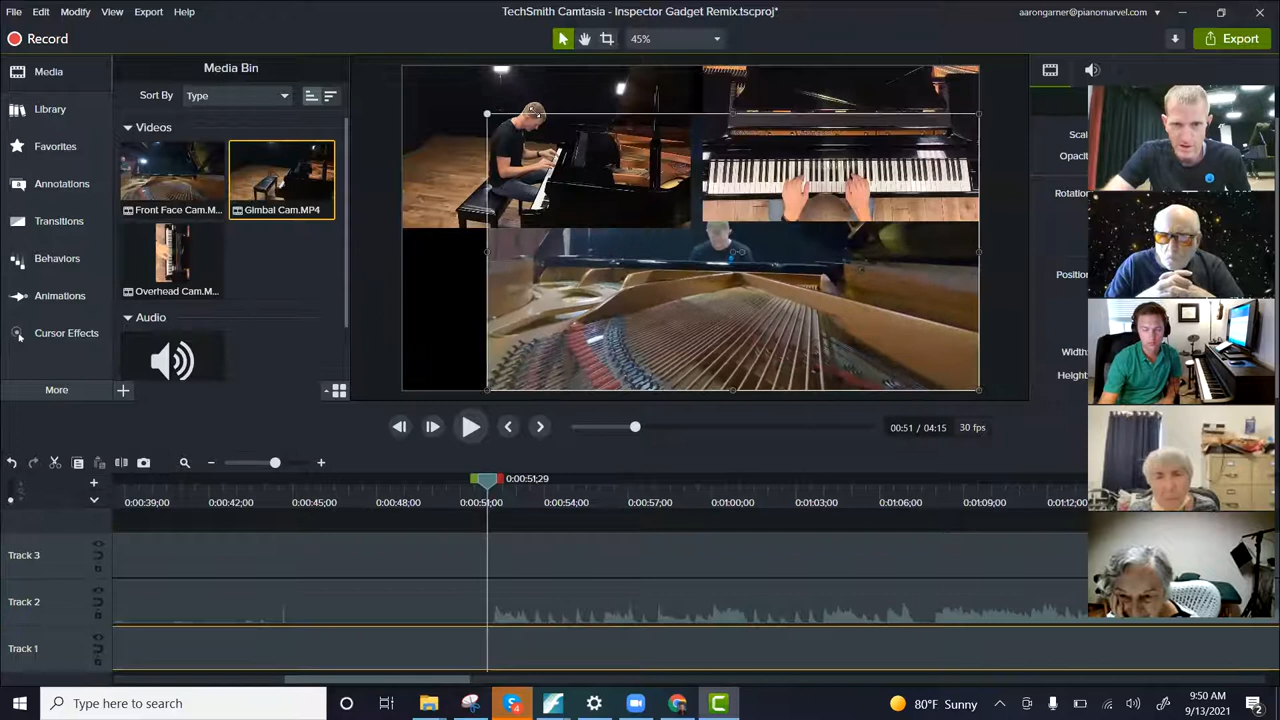 File Edit Modify View Export Help
TechSmith Camtasia - Inspector Gadget Remix.tscproj*
aarongarner@pianomarvel.com
Record
45%
Export
Media
Media Bin
Sort By Type
Library
Videos
Favorites
Annotations
Front Face Cam.M...
Gimbal Cam.MP4
Transitions
Behaviors
Overhead Cam.M...
Animations
Audio
Cursor Effects
More
Scal
Opaci
Rotatio
Positio
Width:
Height
00:51 / 04:15
30 fps
0:00:51;29
0:00:39;00 0:00:42;00 0:00:45;00 0:00:48;00 0:00:51;00 0:00:54;00 0:00:57;00 0:01:00;00 0:01:03;00 0:01:06;00 0:01:09;00 0:01:12;00
Track 3
Track 2
Track 1
Type here to search
4
80°F Sunny
9:50 AM
9/13/2021
2